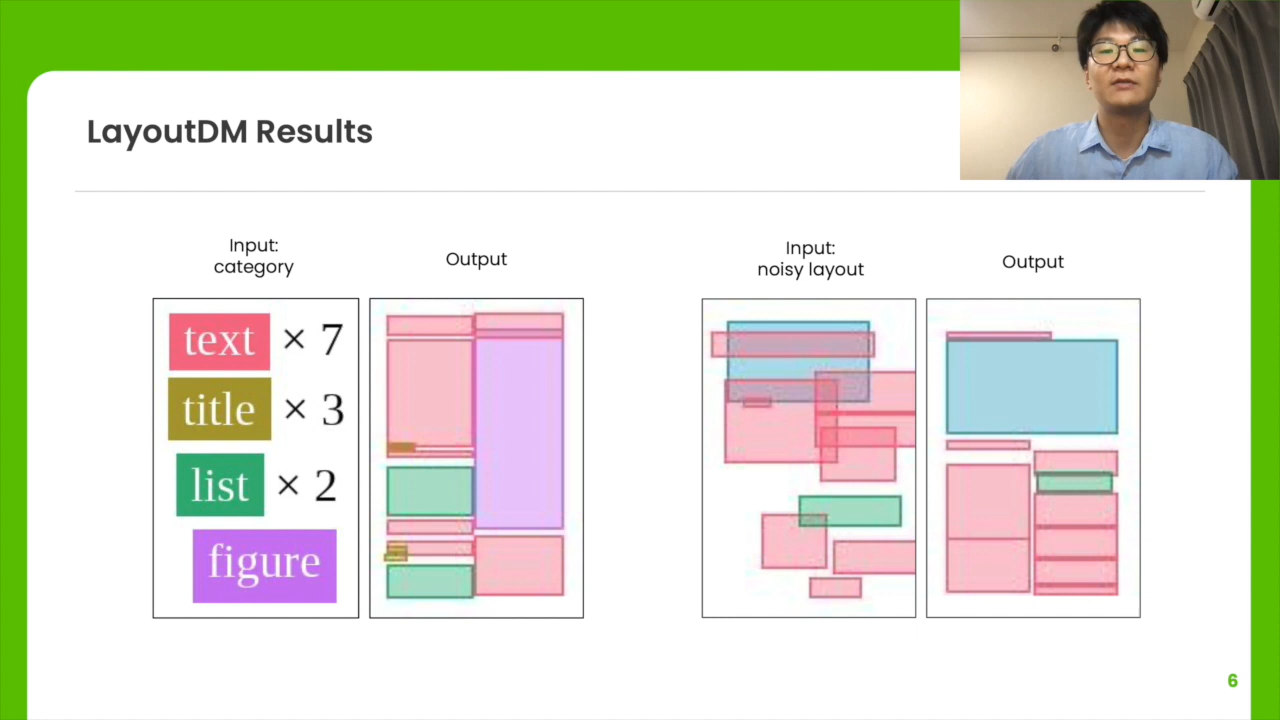 LayoutDM Results
Input:
category
Output
text × 7
title × 3
list × 2
figure
Input:
noisy layout
Output
6